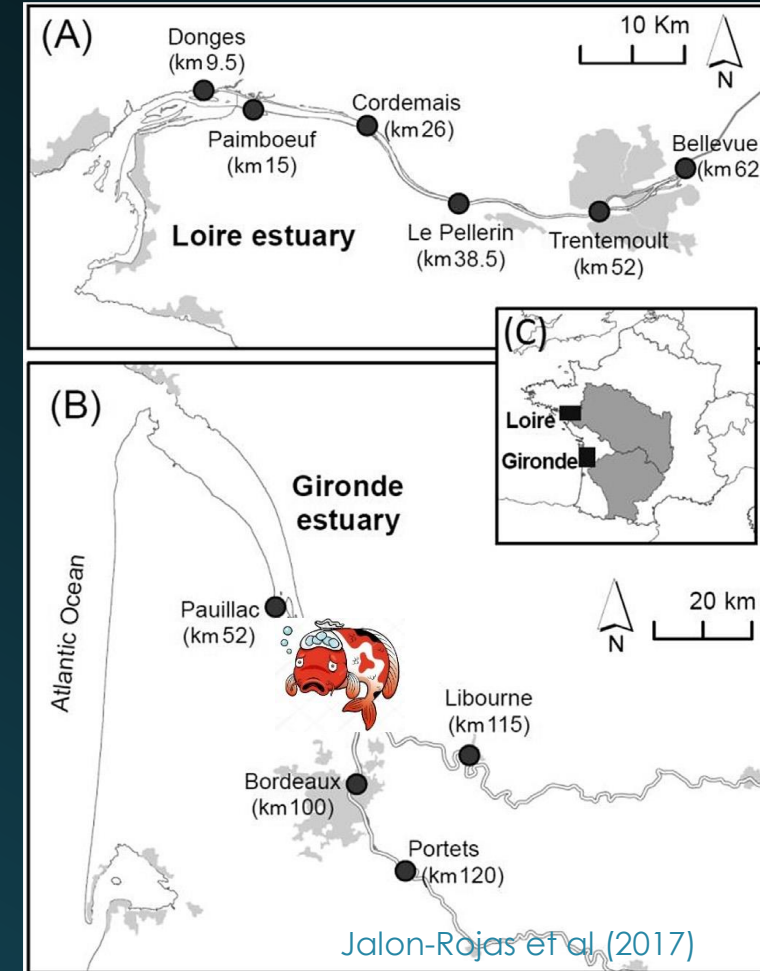 (A)
Donges
(km 9.5)
10 Km
N
Paimboeuf
(km 15)
Cordemais
(km 26)
Bellevue
(km 62
Loire estuary
Le Pellerin
(km 38.5)
Trentemoult
(km 52)
(C)
Loire
Gironde
(B)
Gironde
estuary
Atlantic Ocean
Pauillac
(km 52)
N
20 km
Libourne
(km 115)
Bordeaux
(km 100)
Portets
(km 120)
Jalon-Rojas et al (2017)